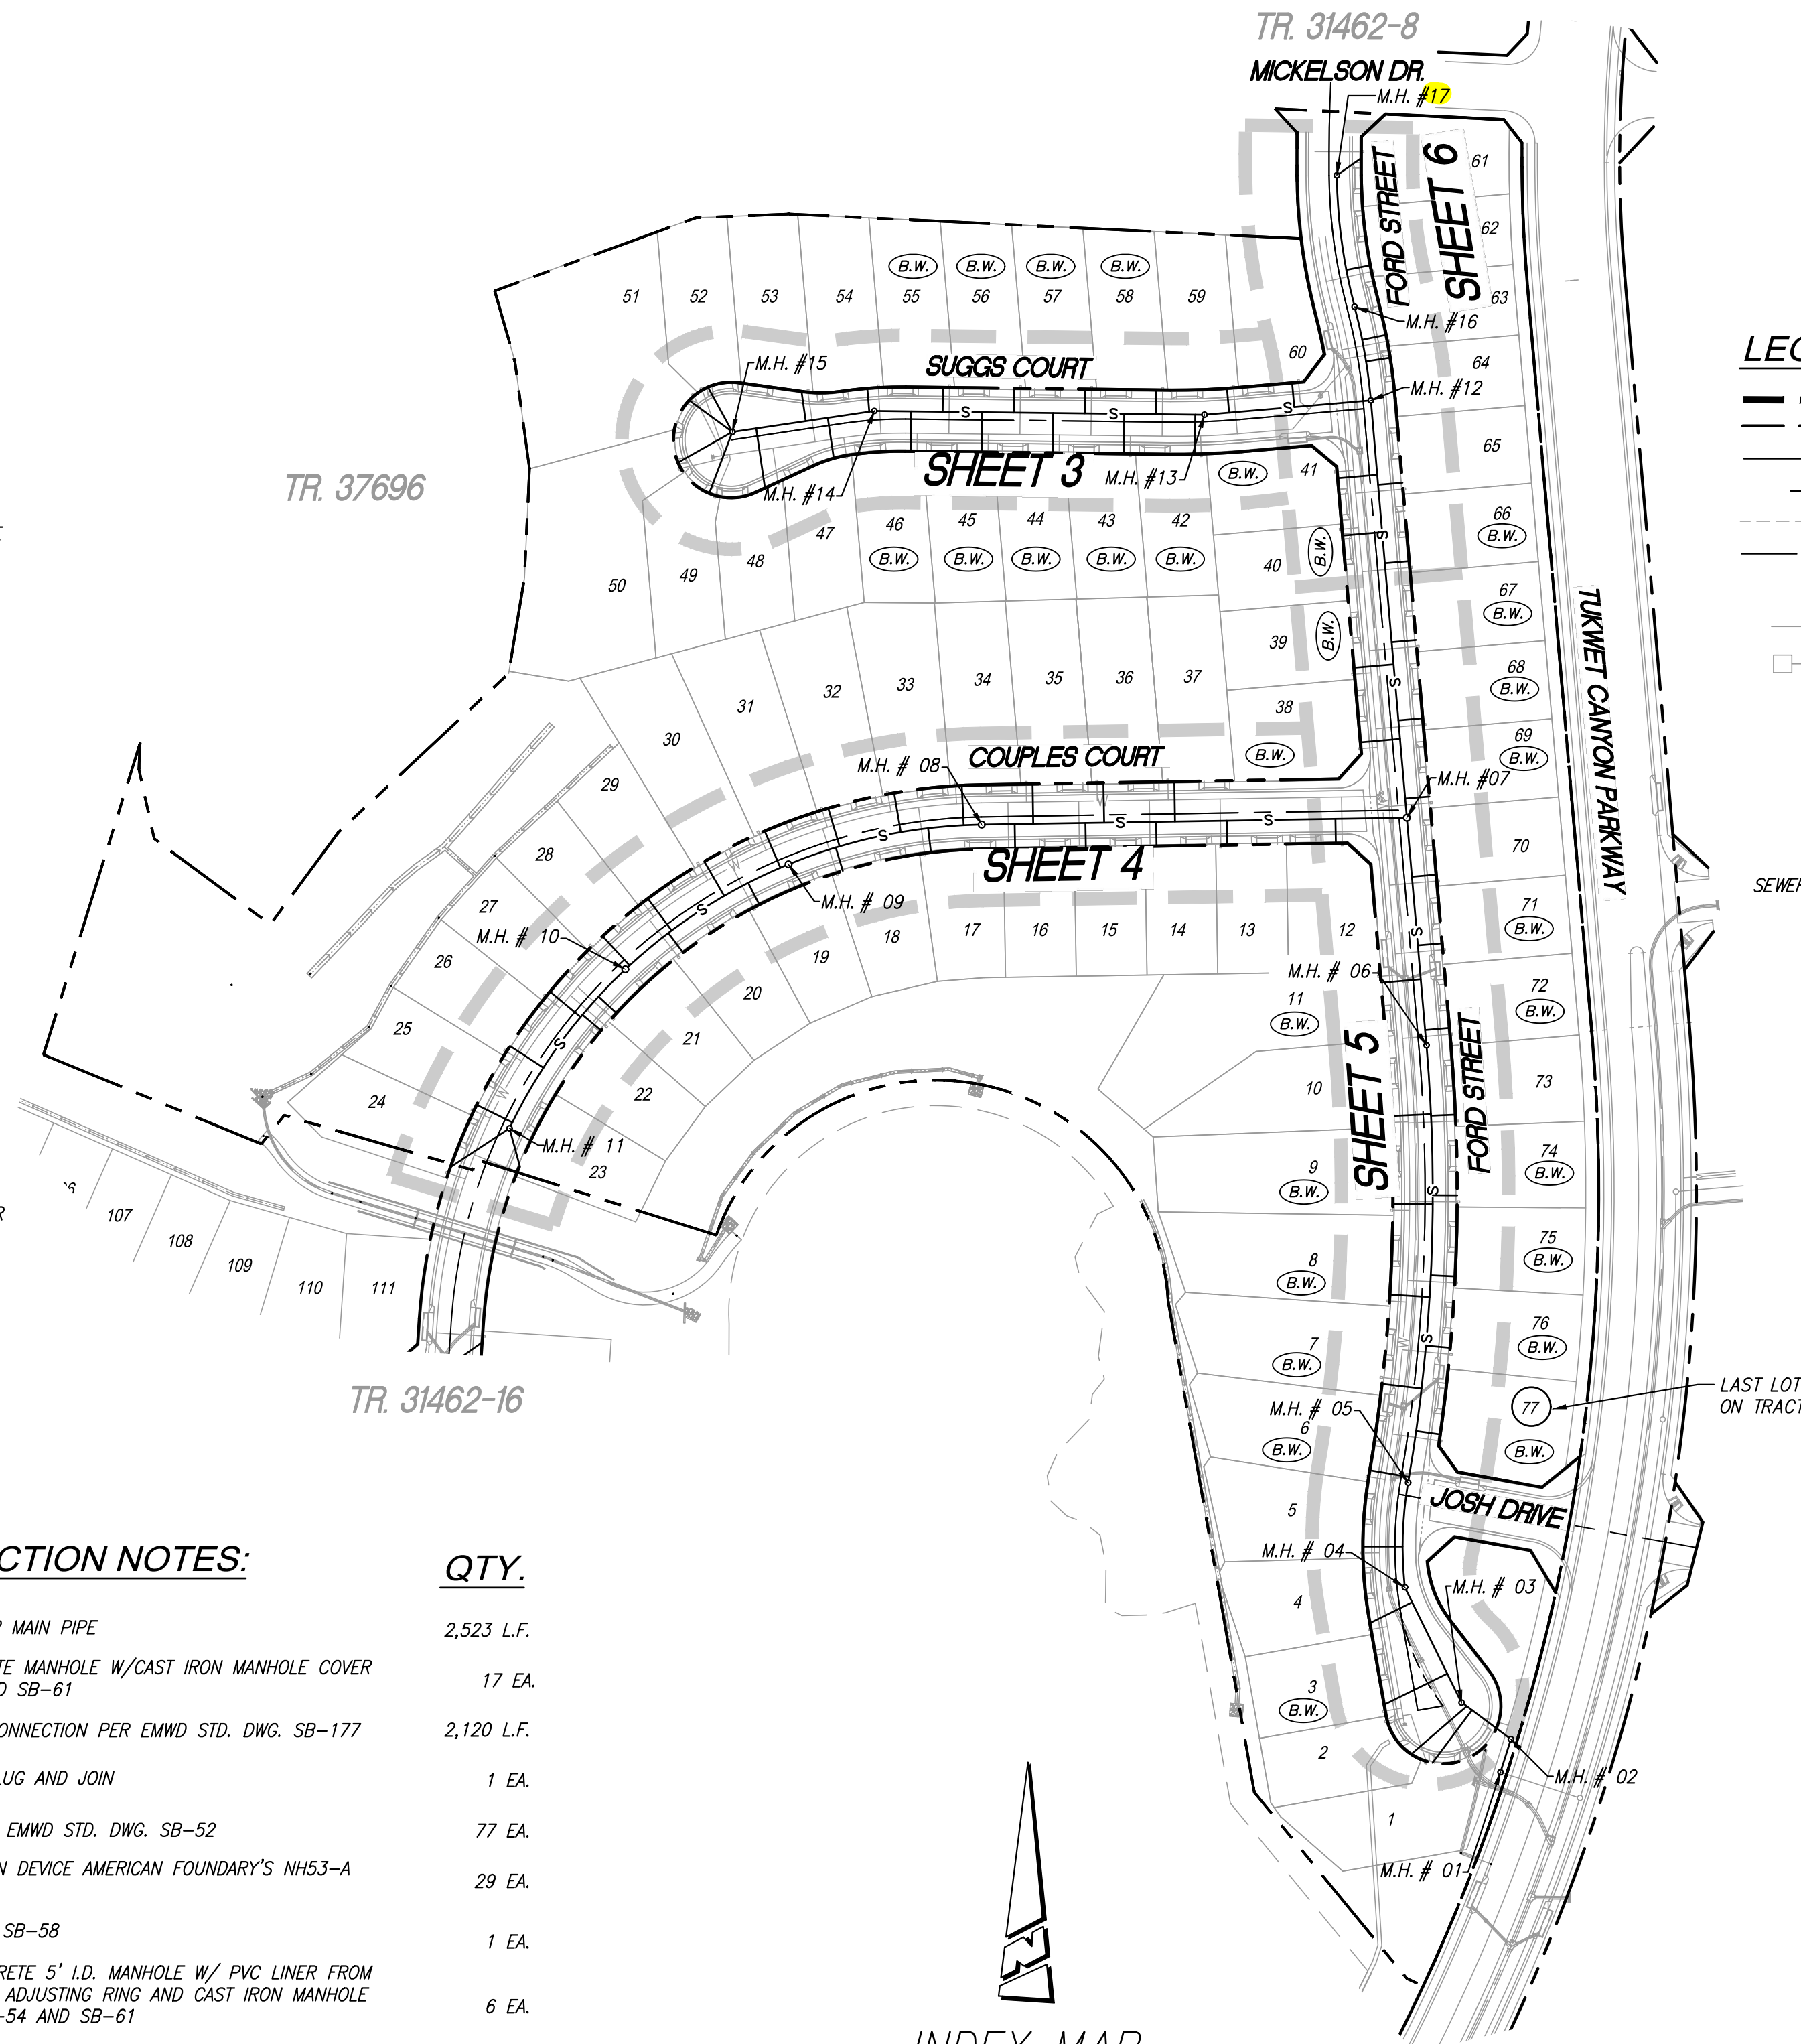 TR. 31462-8
MICKELSON DR.
M.H. #17
FORD STREET
SHEET 6
61
62
63
M.H. #16
64
M.H. #12
65
66
B.W.
67
B.W.
68
B.W.
69
B.W.
M.H. #07
70
71
B.W.
72
B.W.
73
74
B.W.
75
B.W.
76
B.W.
77
B.W.
LAST LOT
ON TRACT
TUKWET CANYON PARKWAY
LEG
SEWER
B.W.
B.W.
B.W.
B.W.
51
52
53
54
55
56
57
58
59
60
M.H. #15
SUGGS COURT
S
S
S
SHEET 3
M.H. #14
M.H. #13
B.W.
41
TR. 37696
50
49
48
47
46
45
44
43
42
B.W.
B.W.
B.W.
B.W.
B.W.
40
B.W.
39
B.W.
38
B.W.
S
S
29
30
31
32
33
34
35
36
37
COUPLES COURT
M.H. # 08
W
S
S
S
SHEET 4
M.H. # 09
M.H. # 10
W
S
S
W
M.H. # 11
28
27
26
25
24
23
22
21
20
19
18
17
16
15
14
13
12
M.H. # 06
S
11
B.W.
10
SHEET 5
FORD STREET
9
B.W.
S
8
B.W.
7
B.W.
W
S
M.H. # 05
6
B.W.
5
JOSH DRIVE
M.H. # 04
M.H. # 03
4
3
B.W.
2
M.H. # 02
1
M.H. # 01
107
108
109
110
111
TR. 31462-16
CTION NOTES:
QTY.
MAIN PIPE
2,523 L.F.
TE MANHOLE W/CAST IRON MANHOLE COVER
SB-61
17 EA.
ONNECTION PER EMWD STD. DWG. SB-177
2,120 L.F.
LUG AND JOIN
1 EA.
EMWD STD. DWG. SB-52
77 EA.
N DEVICE AMERICAN FOUNDARY'S NH53-A
29 EA.
SB-58
1 EA.
RETE 5' I.D. MANHOLE W/ PVC LINER FROM
ADJUSTING RING AND CAST IRON MANHOLE
-54 AND SB-61
6 EA.
N
INDEX MAP